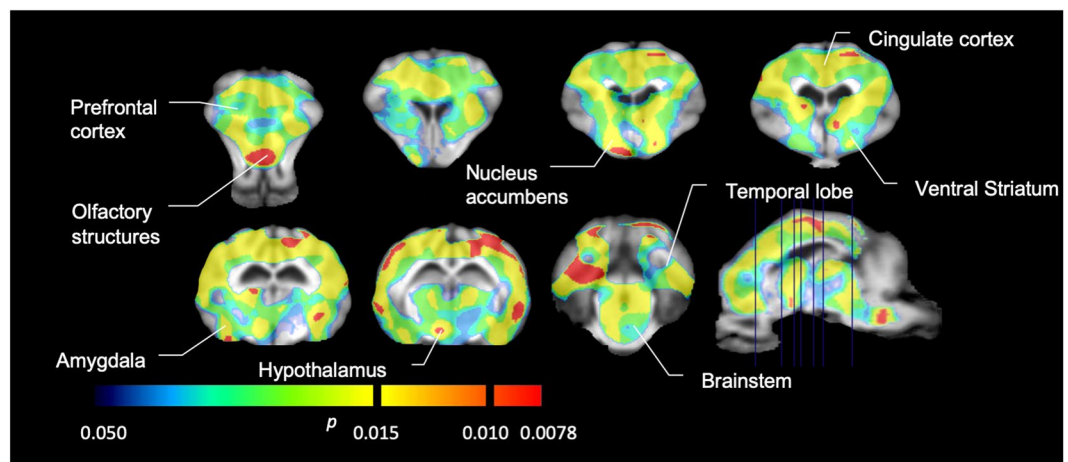 Cingulate cortex
Prefrontal
cortex
Nucleus
accumbens
Temporal lobe
Ventral Striatum
Olfactory
structures
Amygdala
Hypothalamus
Brainstem
p
0.050
0.015
0.010
0.0078